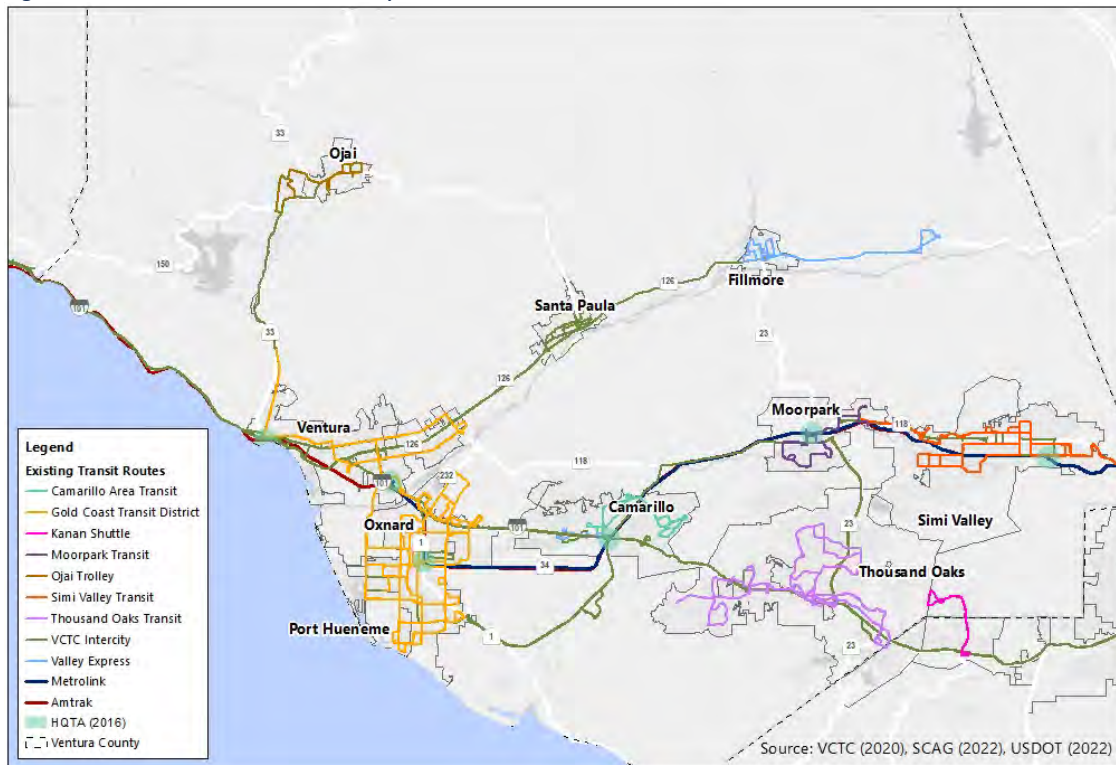 33
Ojai
150
Fillmore
126
Santa Paula
101
23
33
126
Moorpark
118
Ventura
126
118
232
101
Camarillo
Oxnard
101
Simi Valley
1
23
34
Thousand Oaks
Port Hueneme
1
23
Legend
Existing Transit Routes
Camarillo Area Transit
Gold Coast Transit District
Kanan Shuttle
Moorpark Transit
Ojai Trolley
Simi Valley Transit
Thousand Oaks Transit
VCTC Intercity
Valley Express
Metrolink
Amtrak
HQTA (2016)
Ventura County
Source: VCTC (2020), SCAG (2022), USDOT (2022)